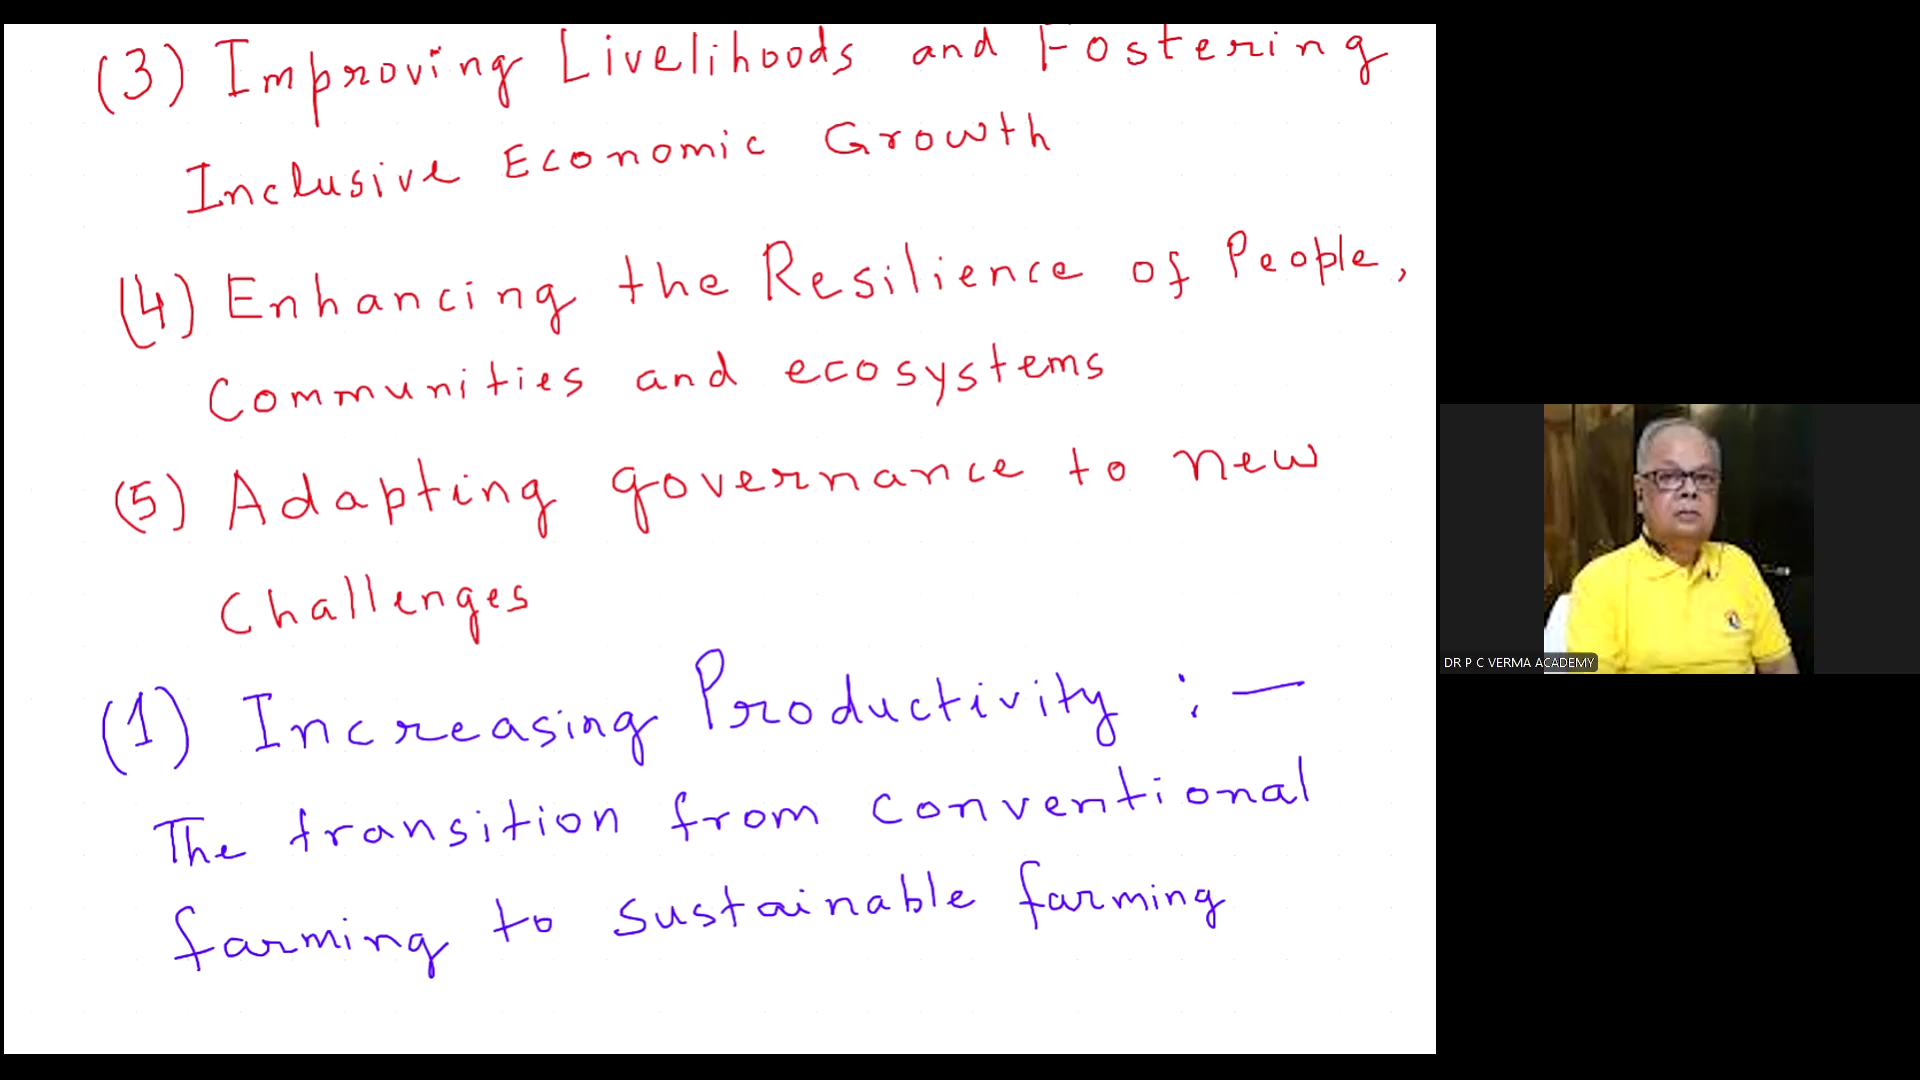 (3) Improving Livelihoods and Fostering
Inclusive Economic Growth
(4) Enhancing the Resilience of People,
Communities and ecosystems
(5) Adapting governance to new
Challenges
(1) Increasing Productivity :—
The transition from conventional
farming to sustainable farming
DR P C VERMA ACADEMY